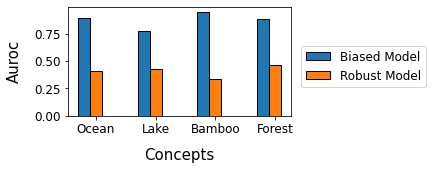 Auroc
0.75
0.50
0.25
0.00
Ocean Lake Bamboo Forest
Concepts
Biased Model
Robust Model